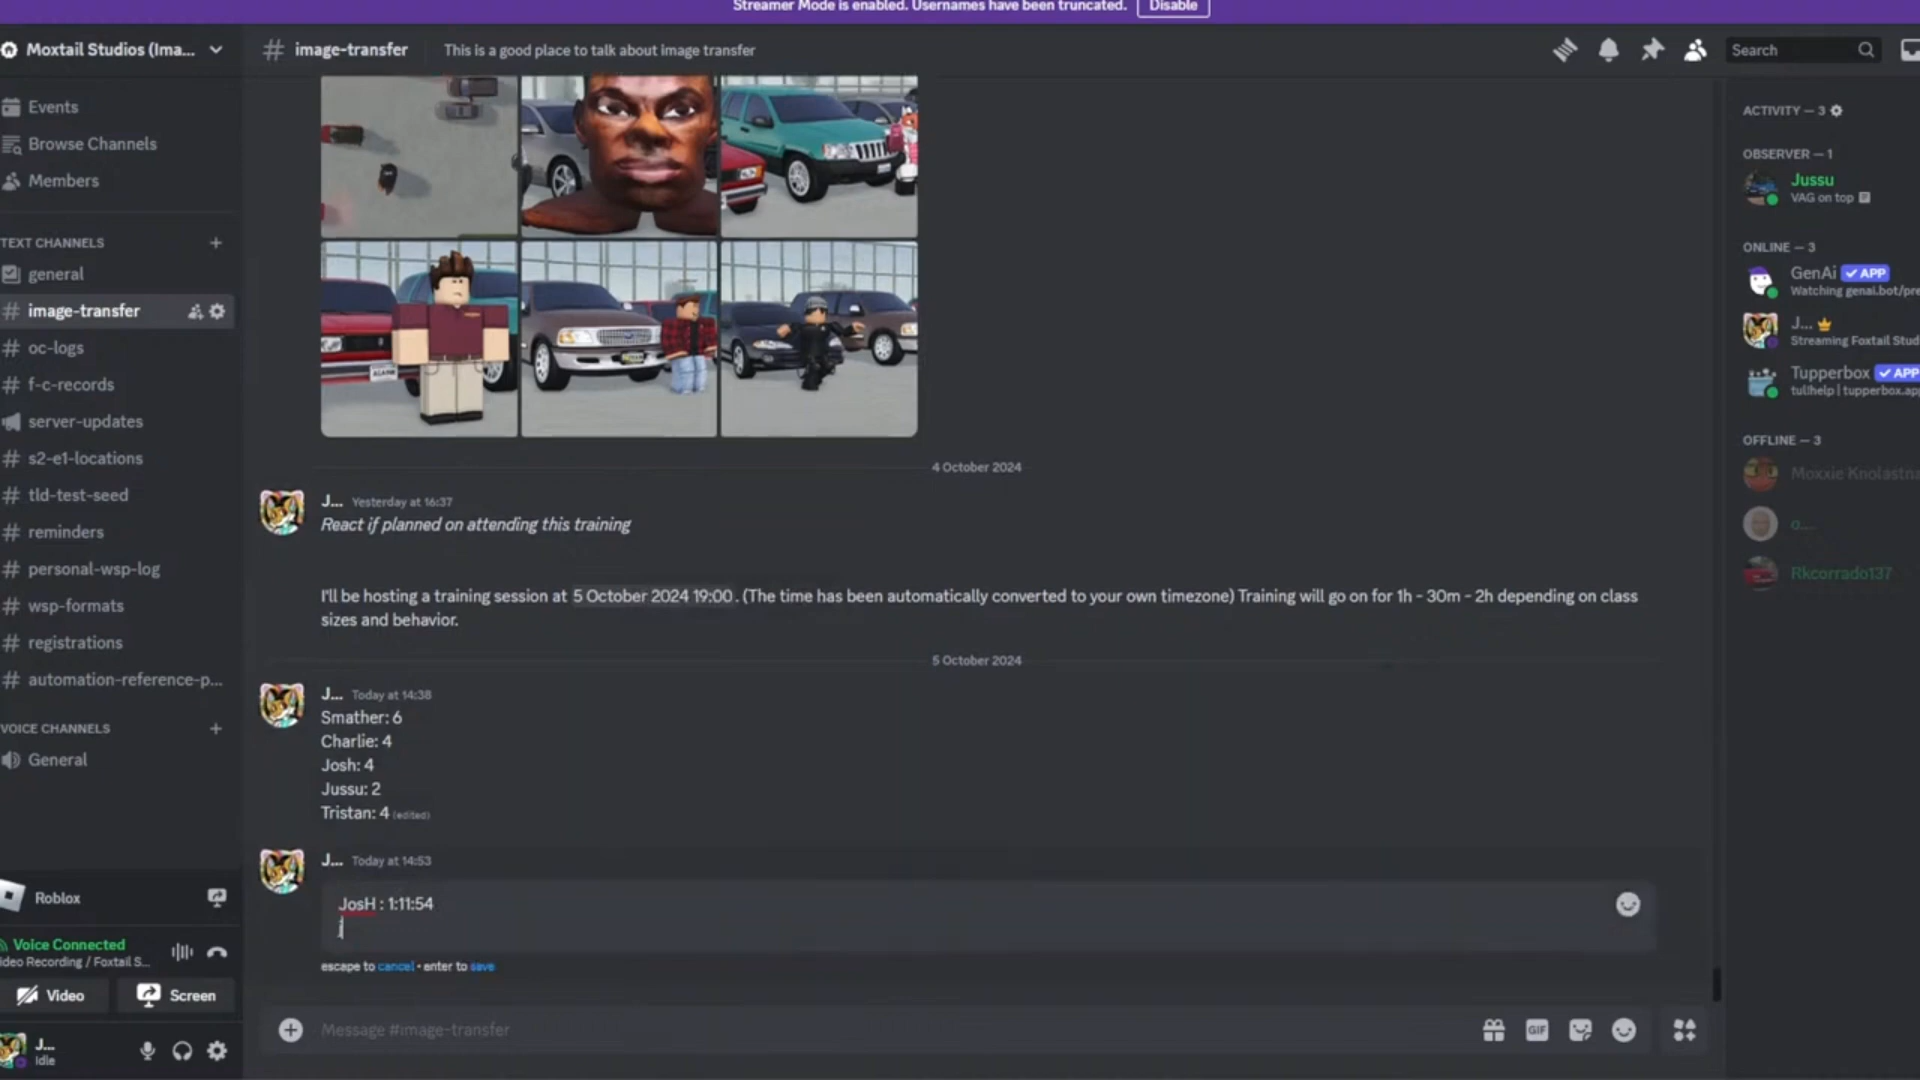 Streamer Mode is enabled. Usernames have been truncated. Disable
Moxtail Studios (Ima...
image-transfer
This is a good place to talk about image transfer
Search
Events
Browse Channels
Members
TEXT CHANNELS
general
image-transfer
oc-logs
f-c-records
server-updates
s2-e1-locations
tld-test-seed
reminders
personal-wsp-log
wsp-formats
registrations
automation-reference-p...
VOICE CHANNELS
General
Roblox
Voice Connected
ideo Recording / Foxtail S...
Video
Screen
J...
Idle
4 October 2024
J... Yesterday at 16:37
React if planned on attending this training
I'll be hosting a training session at 5 October 2024 19:00. (The time has been automatically converted to your own timezone) Training will go on for 1h - 30m - 2h depending on class
sizes and behavior.
5 October 2024
J... Today at 14:38
Smather: 6
Charlie: 4
Josh: 4
Jussu: 2
Tristan: 4 (edited)
J... Today at 14:53
JosH : 1:11:54
j
escape to cancel • enter to save
Message #image-transfer
GIF
ACTIVITY — 3
OBSERVER — 1
Jussu
VAG on top
ONLINE — 3
GenAi APP
Watching genai.bot/pre
J...
Streaming Foxtail Stud
Tupperbox APP
tul!help | tupperbox.app
OFFLINE — 3
Moxxie Knolastna
o...
Rkcorrado137